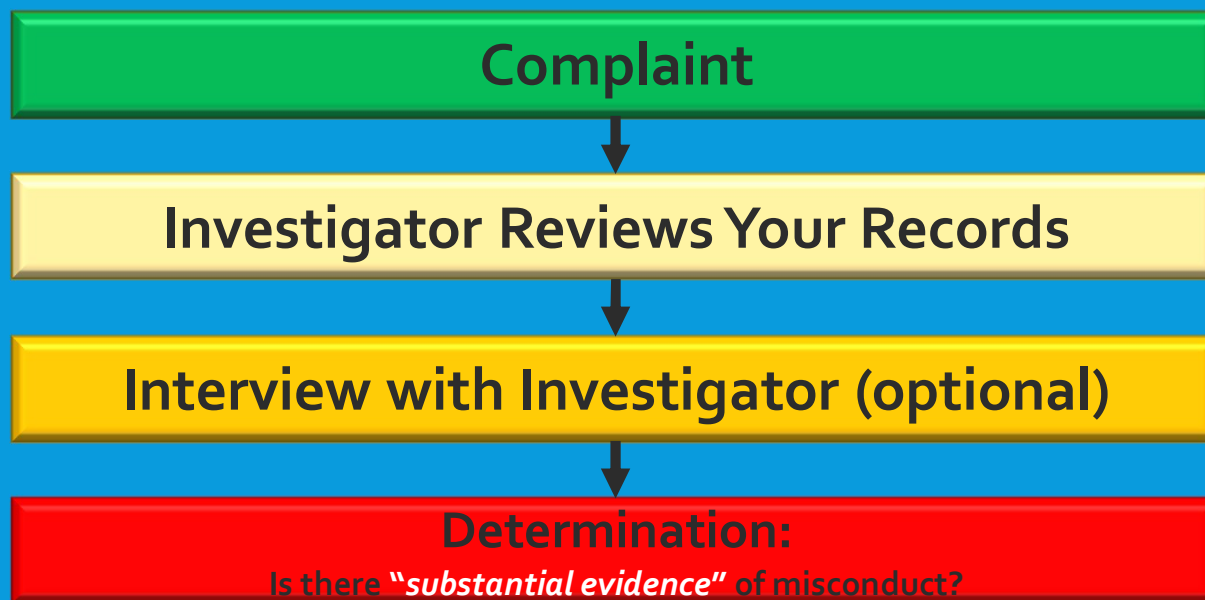 Complaint
Investigator Reviews Your Records
Interview with Investigator (optional)
Determination:
Is there "substantial evidence" of misconduct?